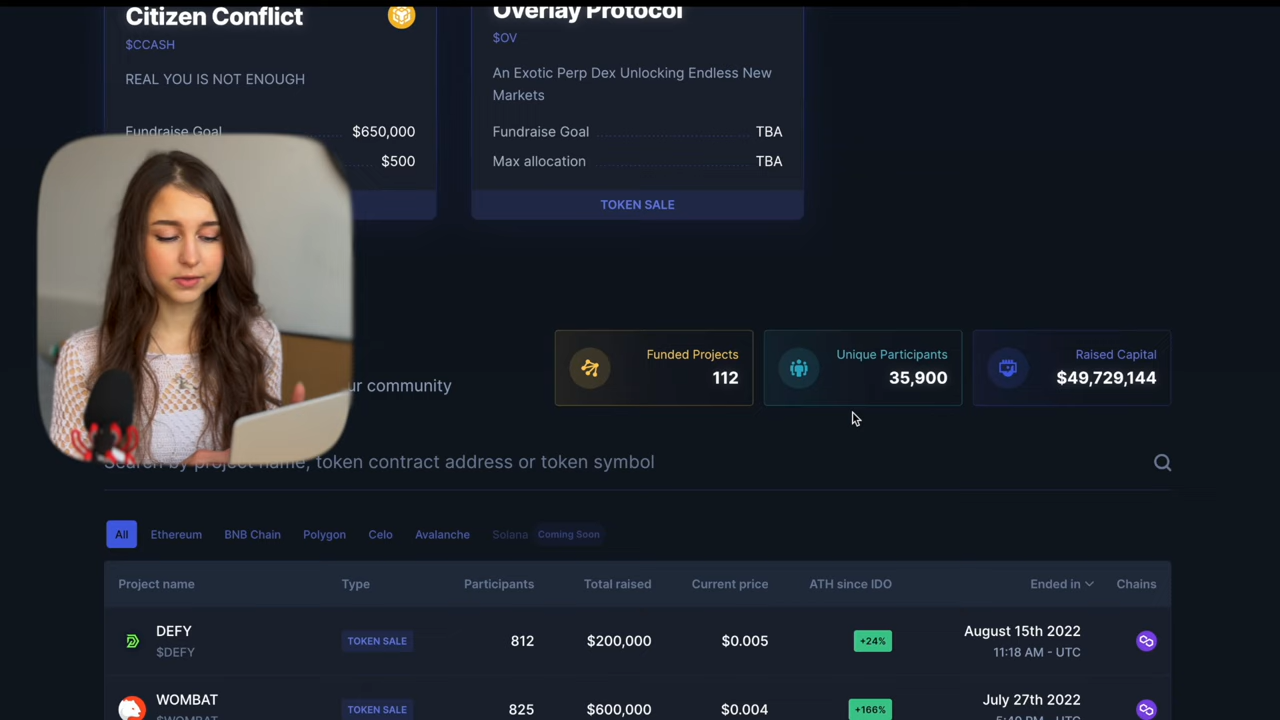 Citizen Conflict
$CCASH
REAL YOU IS NOT ENOUGH
Fundraise Goal $650,000
$500
Overlay Protocol
$OV
An Exotic Perp Dex Unlocking Endless New
Markets
Fundraise Goal TBA
Max allocation TBA
TOKEN SALE
ur community
Funded Projects
112
Unique Participants
35,900
Raised Capital
$49,729,144
Search by project name, token contract address or token symbol
All Ethereum BNB Chain Polygon Celo Avalanche Solana Coming Soon
Project name Type Participants Total raised Current price ATH since IDO Ended in Chains
DEFY TOKEN SALE 812 $200,000 $0.005 +24% August 15th 2022
$DEFY 11:18 AM - UTC
WOMBAT TOKEN SALE 825 $600,000 $0.004 +166% July 27th 2022
$WOMBAT 5:40 PM - UTC